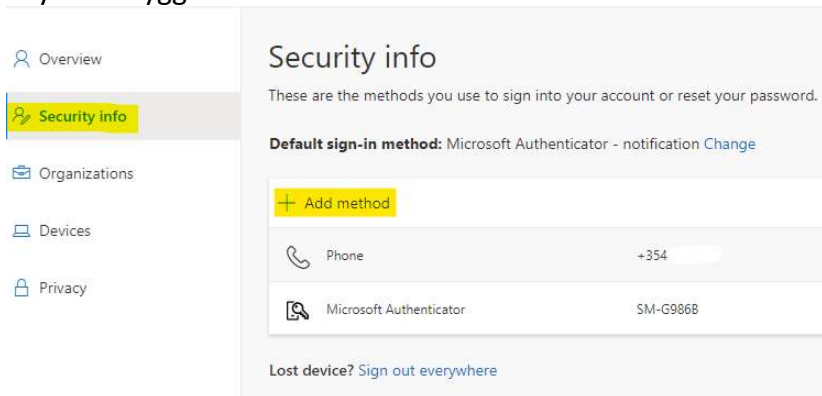 Overview
Security info
Organizations
Devices
Privacy
Security info
These are the methods you use to sign into your account or reset your password.
Default sign-in method: Microsoft Authenticator - notification Change
+ Add method
Phone +354
Microsoft Authenticator SM-G986B
Lost device? Sign out everywhere